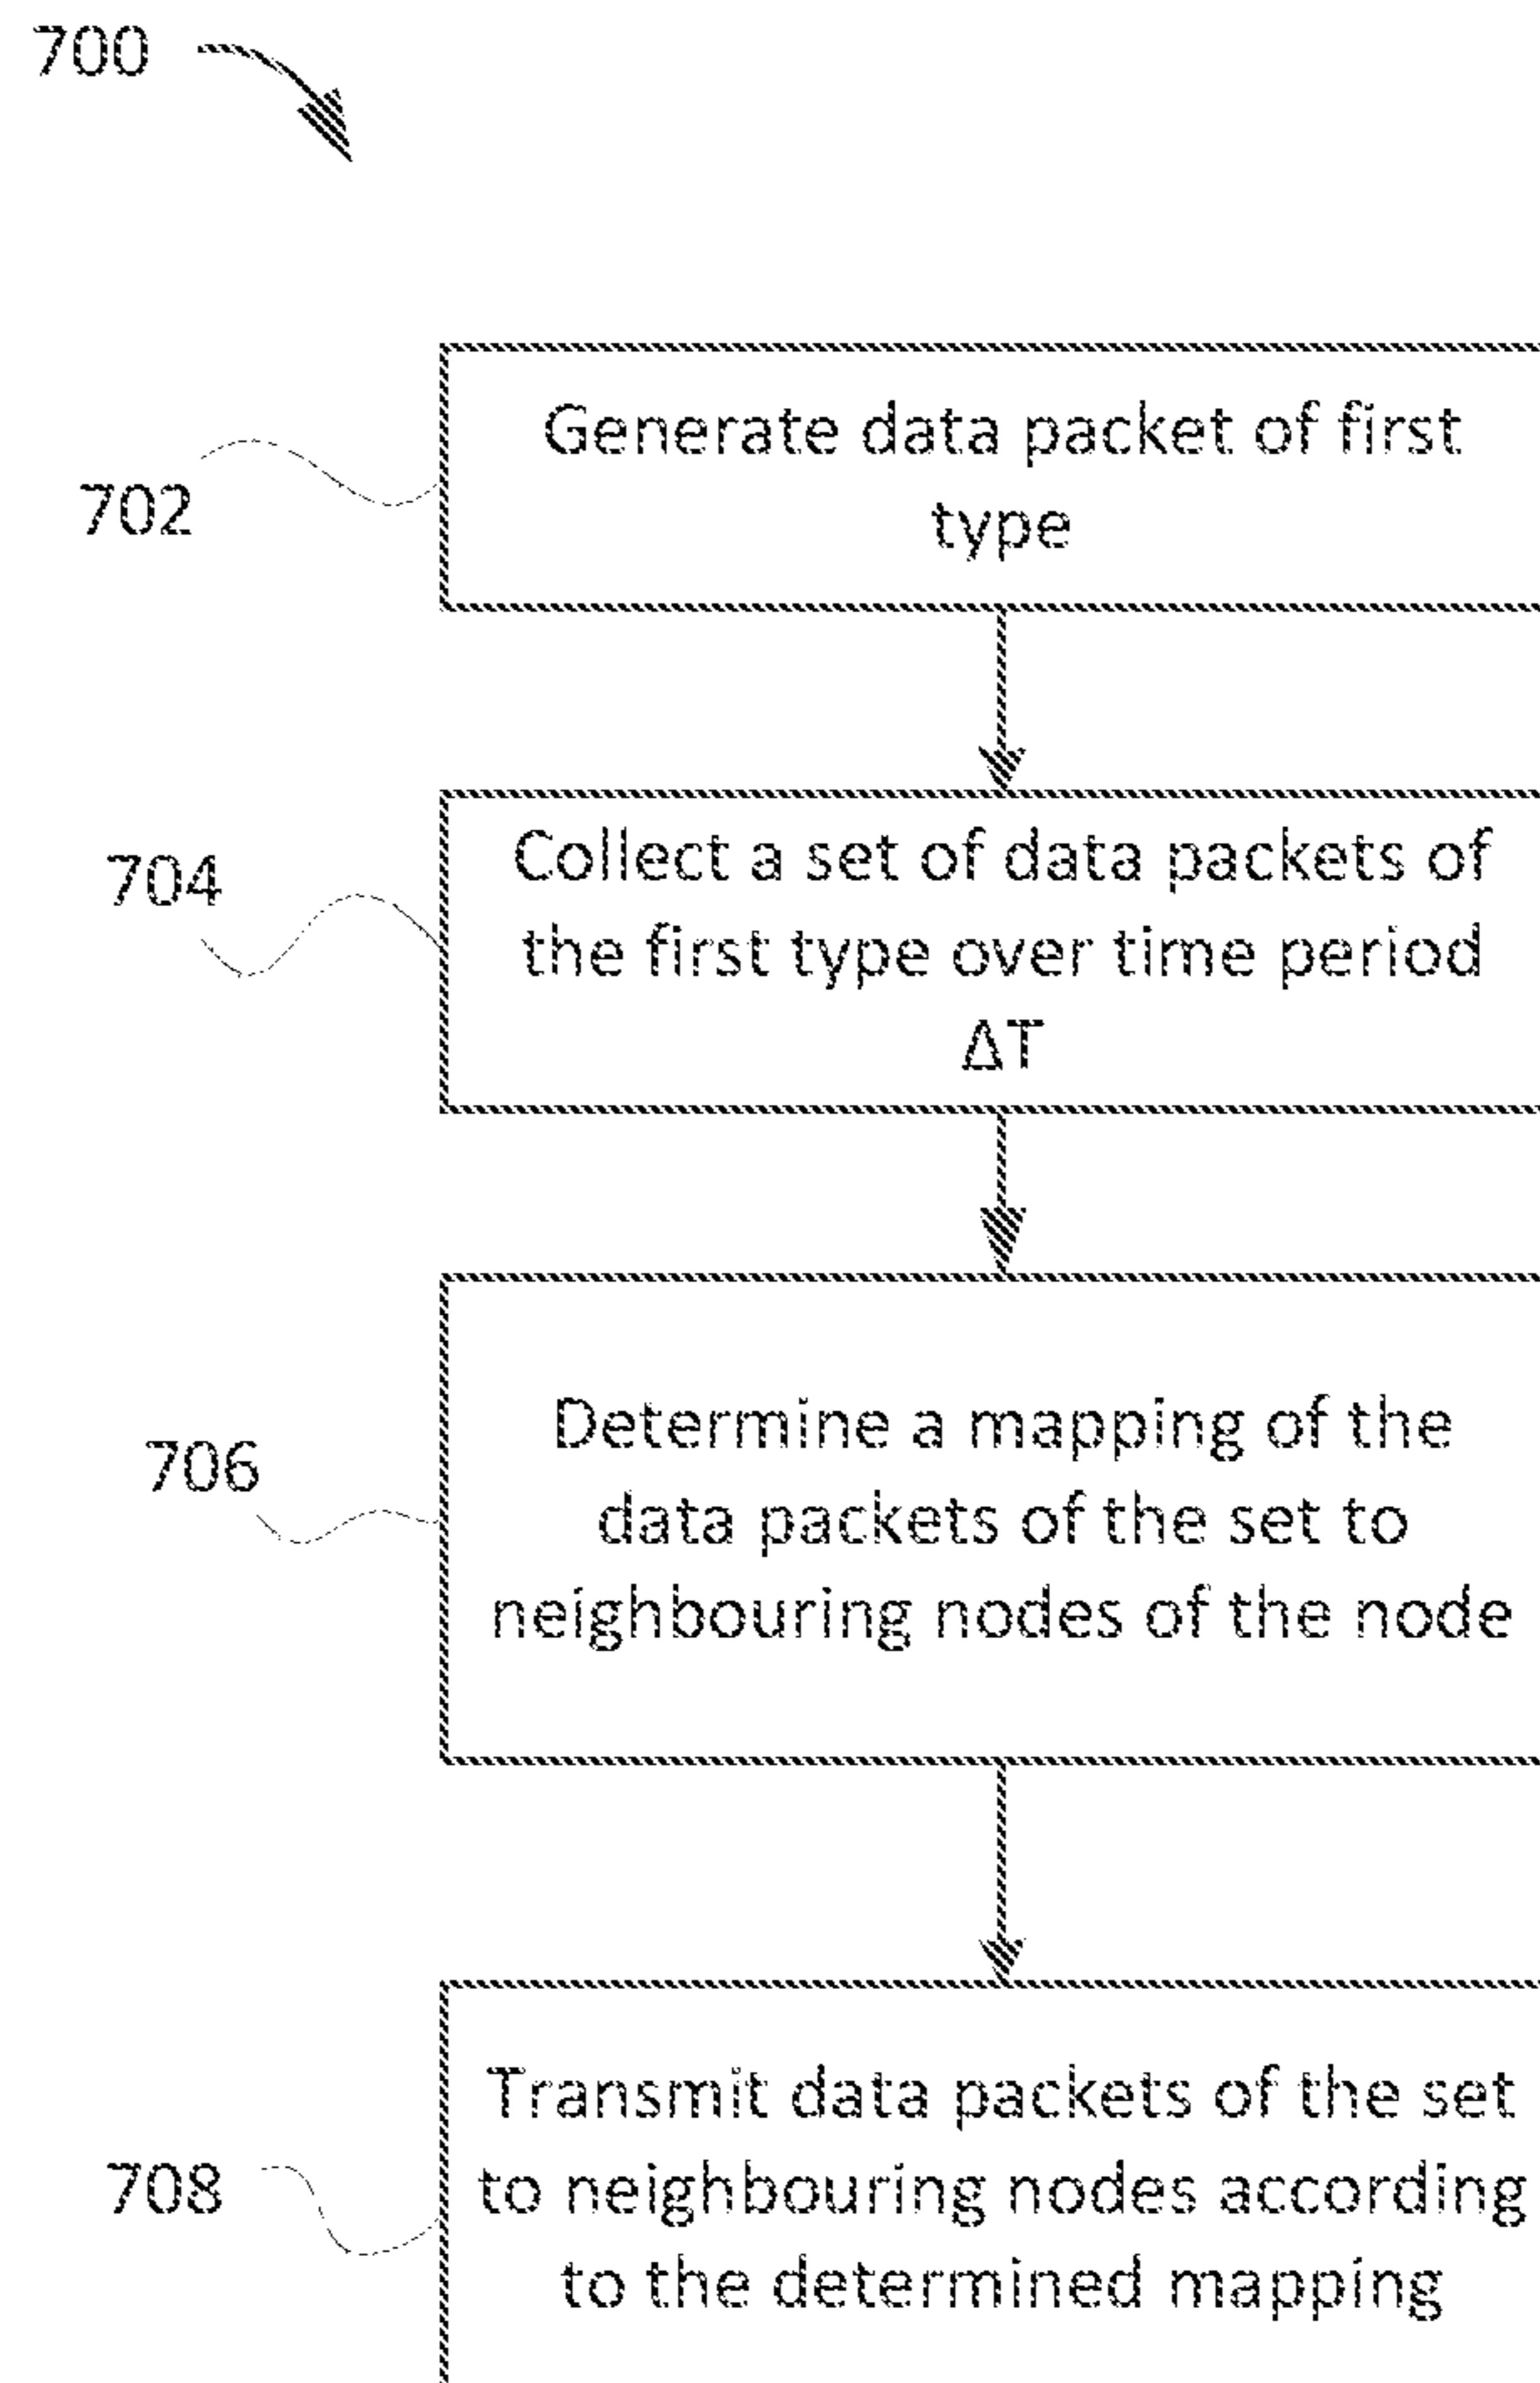 700
702
Generate data packet of first
type
704
Collect a set of data packets of
the first type over time period
ΔT
706
Determine a mapping of the
data packets of the set to
neighbouring nodes of the node
708
Transmit data packets of the set
to neighbouring nodes according
to the determined mapping